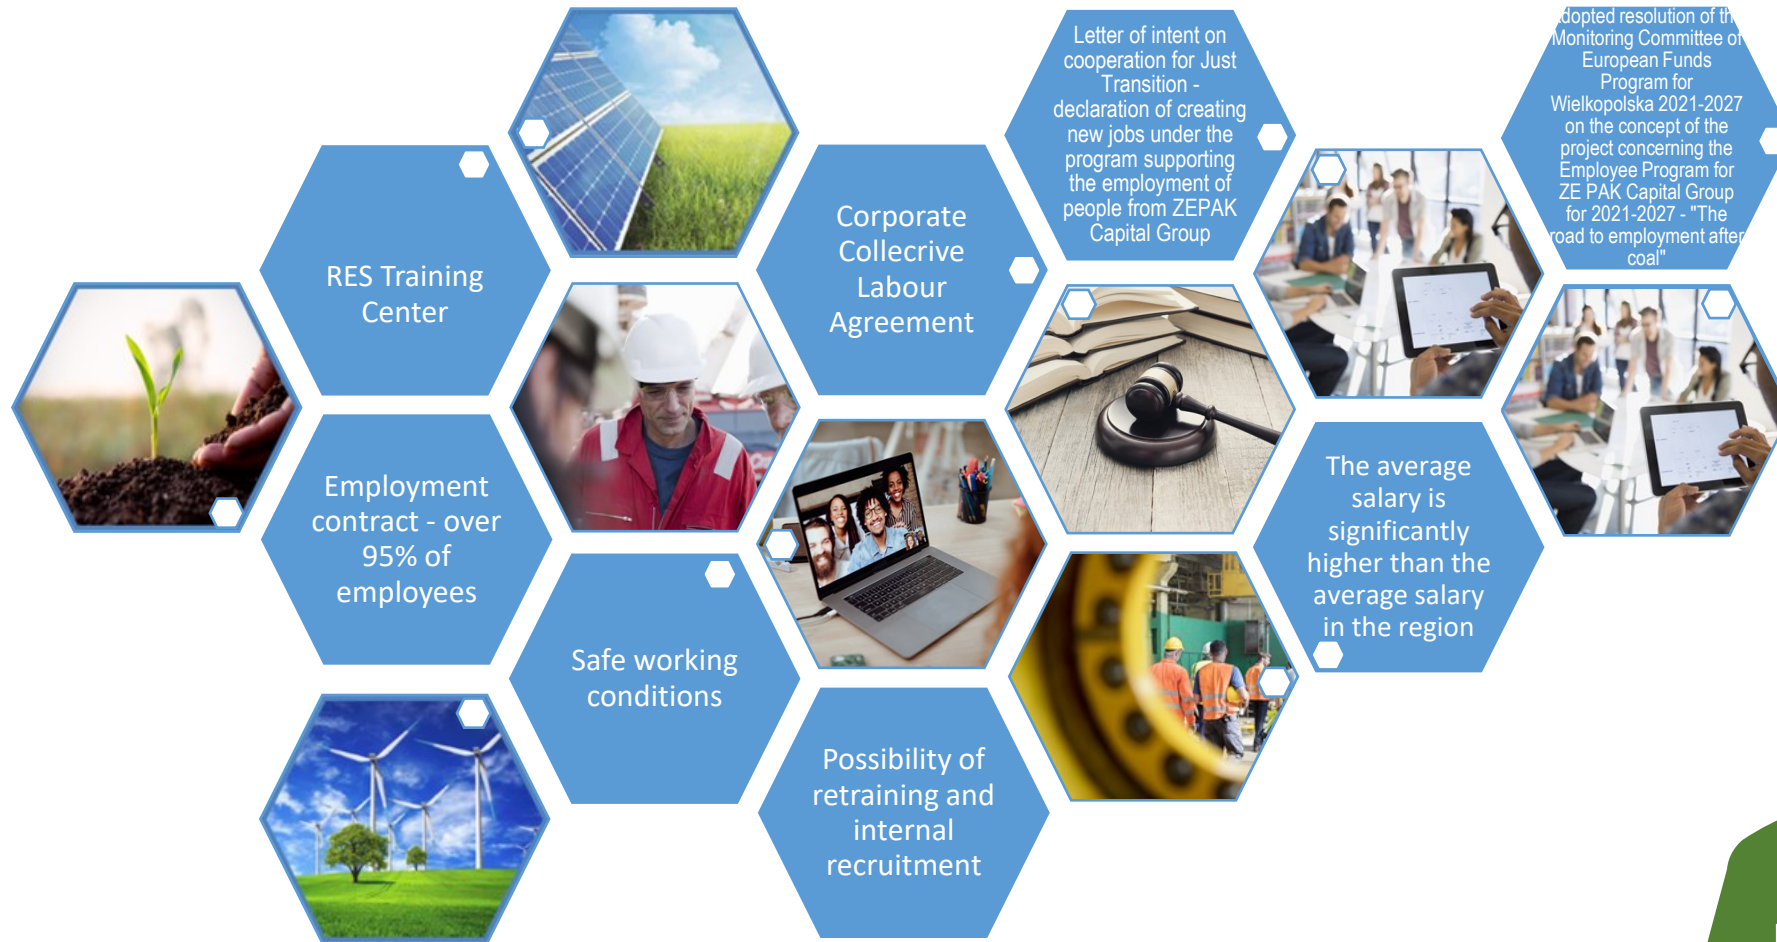 RES Training
Center
Employment
contract - over
95% of
employees
Safe working
conditions
Corporate
Collecrive
Labour
Agreement
Possibility of
retraining and
internal
recruitment
Letter of intent on
cooperation for Just
Transition -
declaration of creating
new jobs under the
program supporting
the employment of
people from ZEPAK
Capital Group
The average
salary is
significantly
higher than the
average salary
in the region
dopted resolution of th
Monitoring Committee of
European Funds
Program for
Wielkopolska 2021-2027
on the concept of the
project concerning the
Employee Program for
ZE PAK Capital Group
for 2021-2027 - "The
road to employment after
coal"